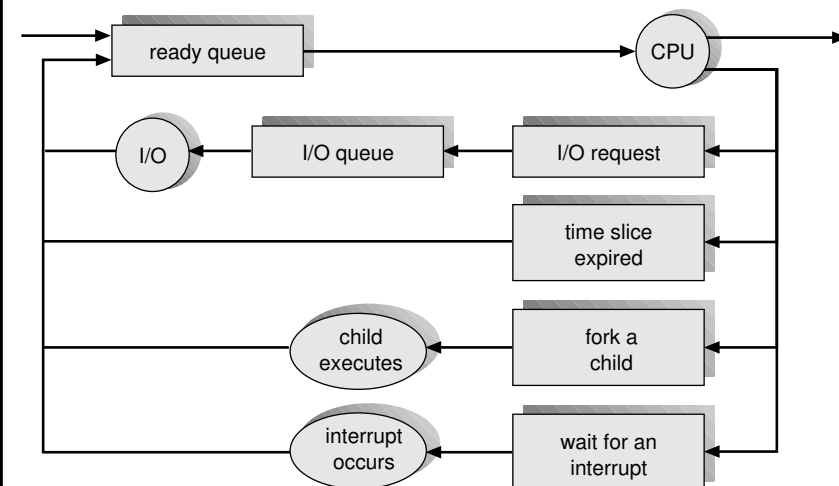 ready queue
CPU
I/O
I/O queue
I/O request
time slice
expired
child
executes
fork a
child
interrupt
occurs
wait for an
interrupt